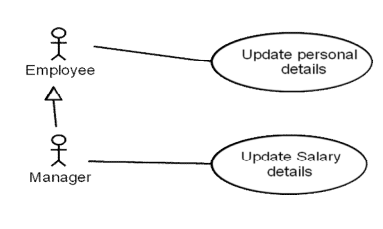 Update personal
details
Employee
Update Salary
details
Manager